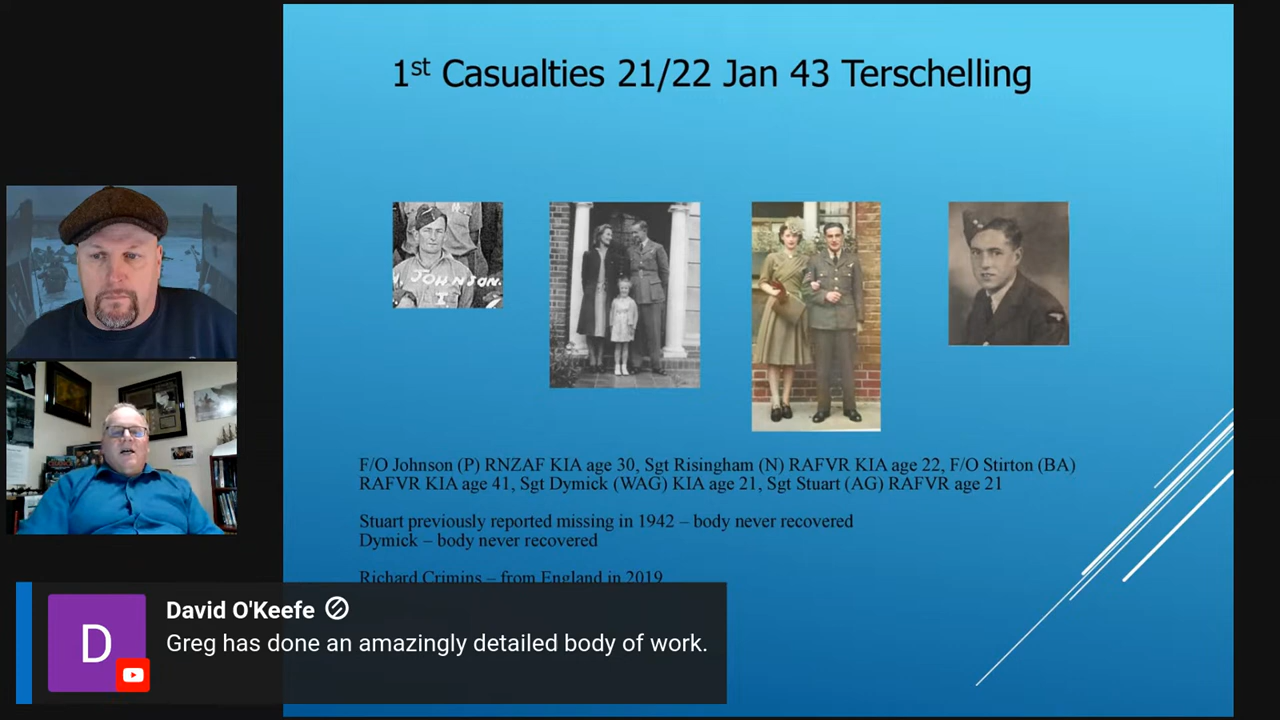 1st Casualties 21/22 Jan 43 Terschelling
JOHNSON.
F/O Johnson (P) RNZAF KIA age 30, Sgt Risingham (N) RAFVR KIA age 22, F/O Stirton (BA)
RAFVR KIA age 41, Sgt Dymick (WAG) KIA age 21, Sgt Stuart (AG) RAFVR age 21
Stuart previously reported missing in 1942 – body never recovered
Dymick – body never recovered
Richard Crimins – from England in 2019
D
David O'Keefe
Greg has done an amazingly detailed body of work.